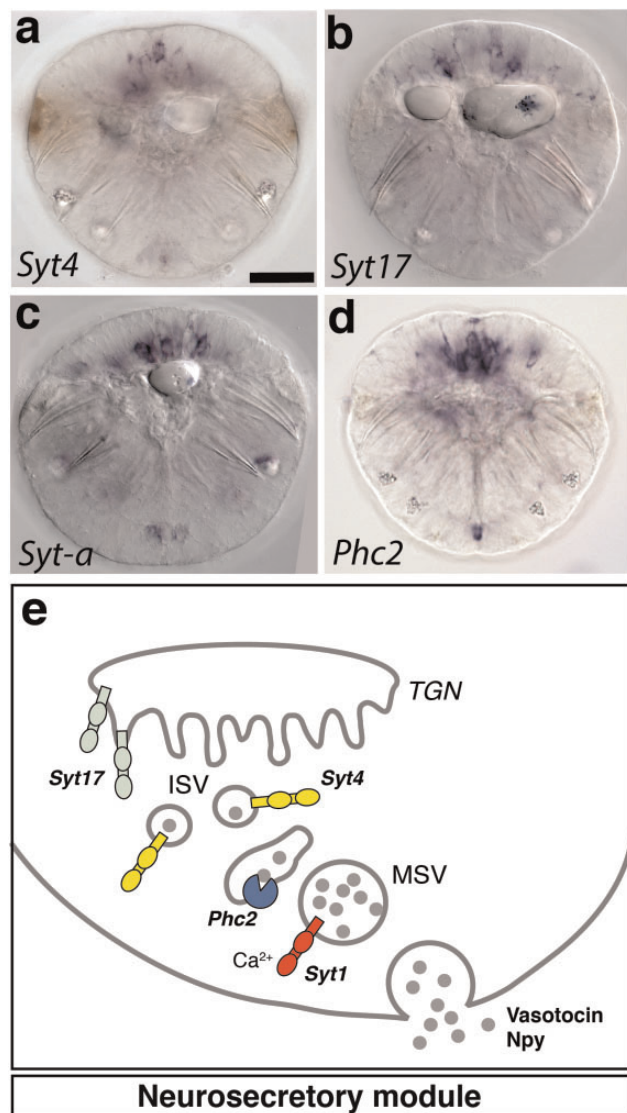 a
Syt4
b
Syt17
c
Syt-a
d
Phc2
e
TGN
Syt17
ISV
Syt4
Phc2
MSV
Ca²⁺
Syt1
Vasotocin
Npy
Neurosecretory module